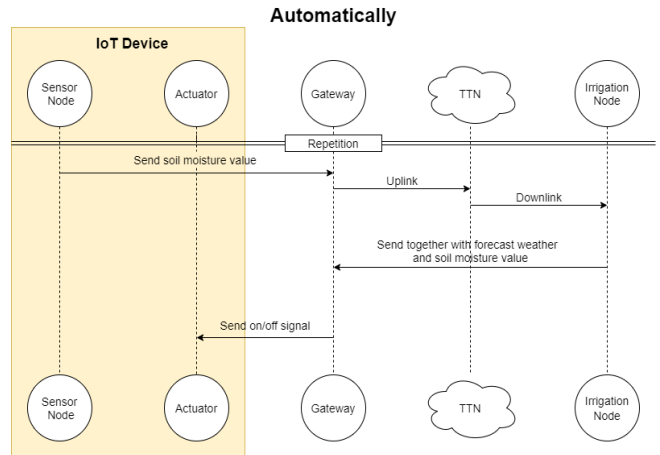 Automatically
IoT Device
Sensor
Node
Actuator
Gateway
TTN
Irrigation
Node
Repetition
Send soil moisture value
Uplink
Downlink
Send together with forecast weather
and soil moisture value
Send on/off signal
Sensor
Node
Actuator
Gateway
TTN
Irrigation
Node